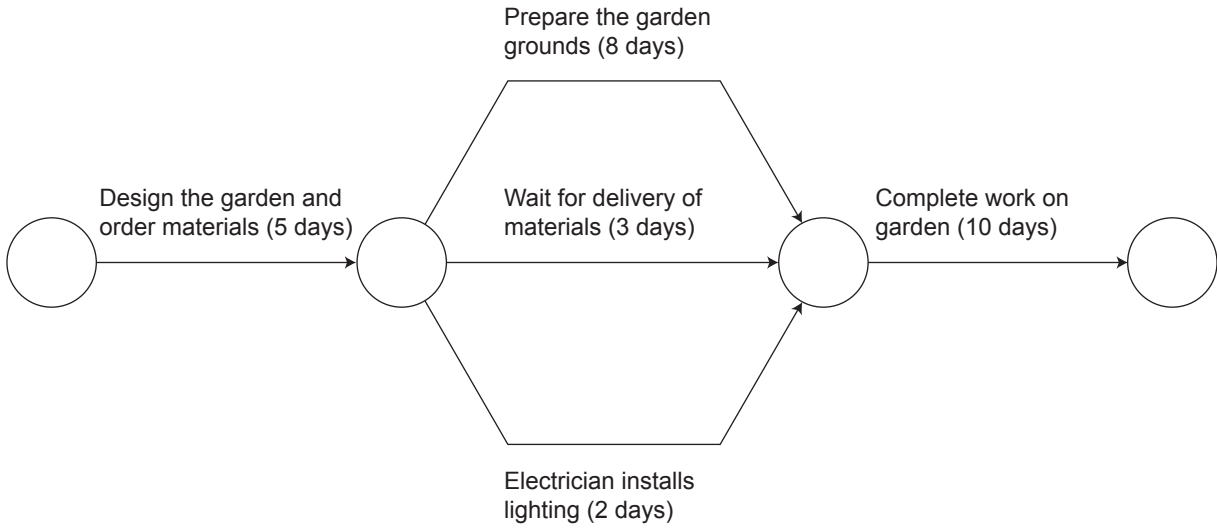 Prepare the garden
grounds (8 days)
Design the garden and
order materials (5 days)
Wait for delivery of
materials (3 days)
Complete work on
garden (10 days)
Electrician installs
lighting (2 days)